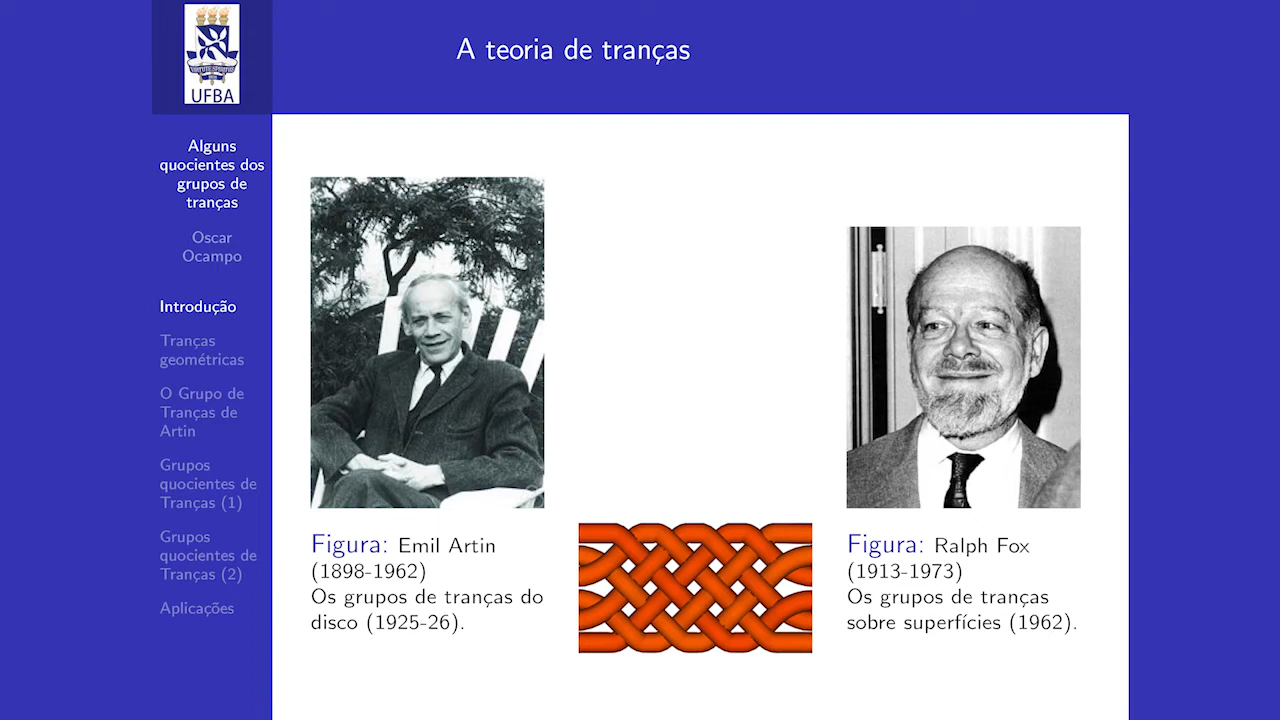 A teoria de tranças
UFBA
Alguns
quocientes dos
grupos de
tranças
Oscar
Ocampo
Introdução
Tranças
geométricas
O Grupo de
Tranças de
Artin
Grupos
quocientes de
Tranças (1)
Grupos
quocientes de
Tranças (2)
Aplicações
Figura: Emil Artin
(1898-1962)
Os grupos de tranças do
disco (1925-26).
Figura: Ralph Fox
(1913-1973)
Os grupos de tranças
sobre superfícies (1962).